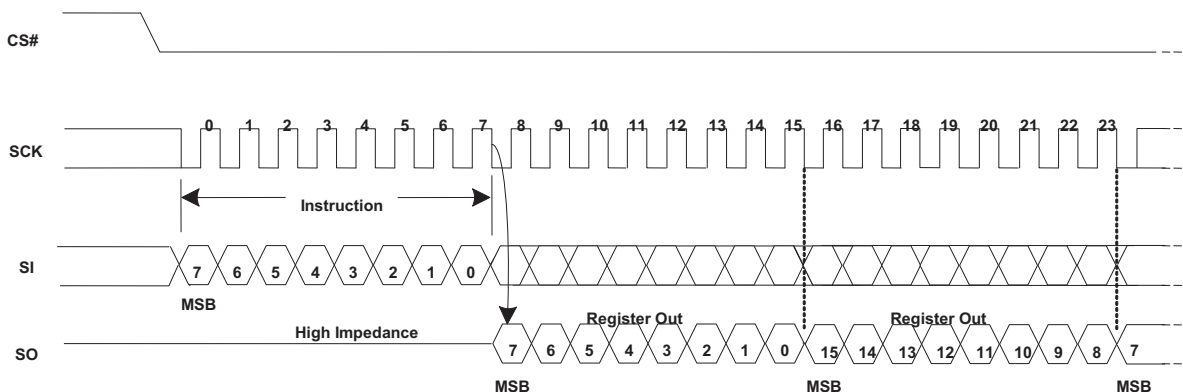 CS#
0 1 2 3 4 5 6 7 8 9 10 11 12 13 14 15 16 17 18 19 20 21 22 23
SCK
Instruction
SI
7 6 5 4 3 2 1 0
MSB
High Impedance
Register Out
Register Out
SO
7 6 5 4 3 2 1 0 15 14 13 12 11 10 9 8 7
MSB
MSB
MSB